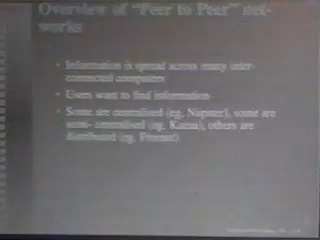 Overview of "Peer to Peer" net-
works
• Information is spread across many inter-
connected computers
• Users want to find information
• Some are centralised (eg. Napster), some are
semi- centralised (eg. Kazaa), others are
distributed (eg. Freenet)